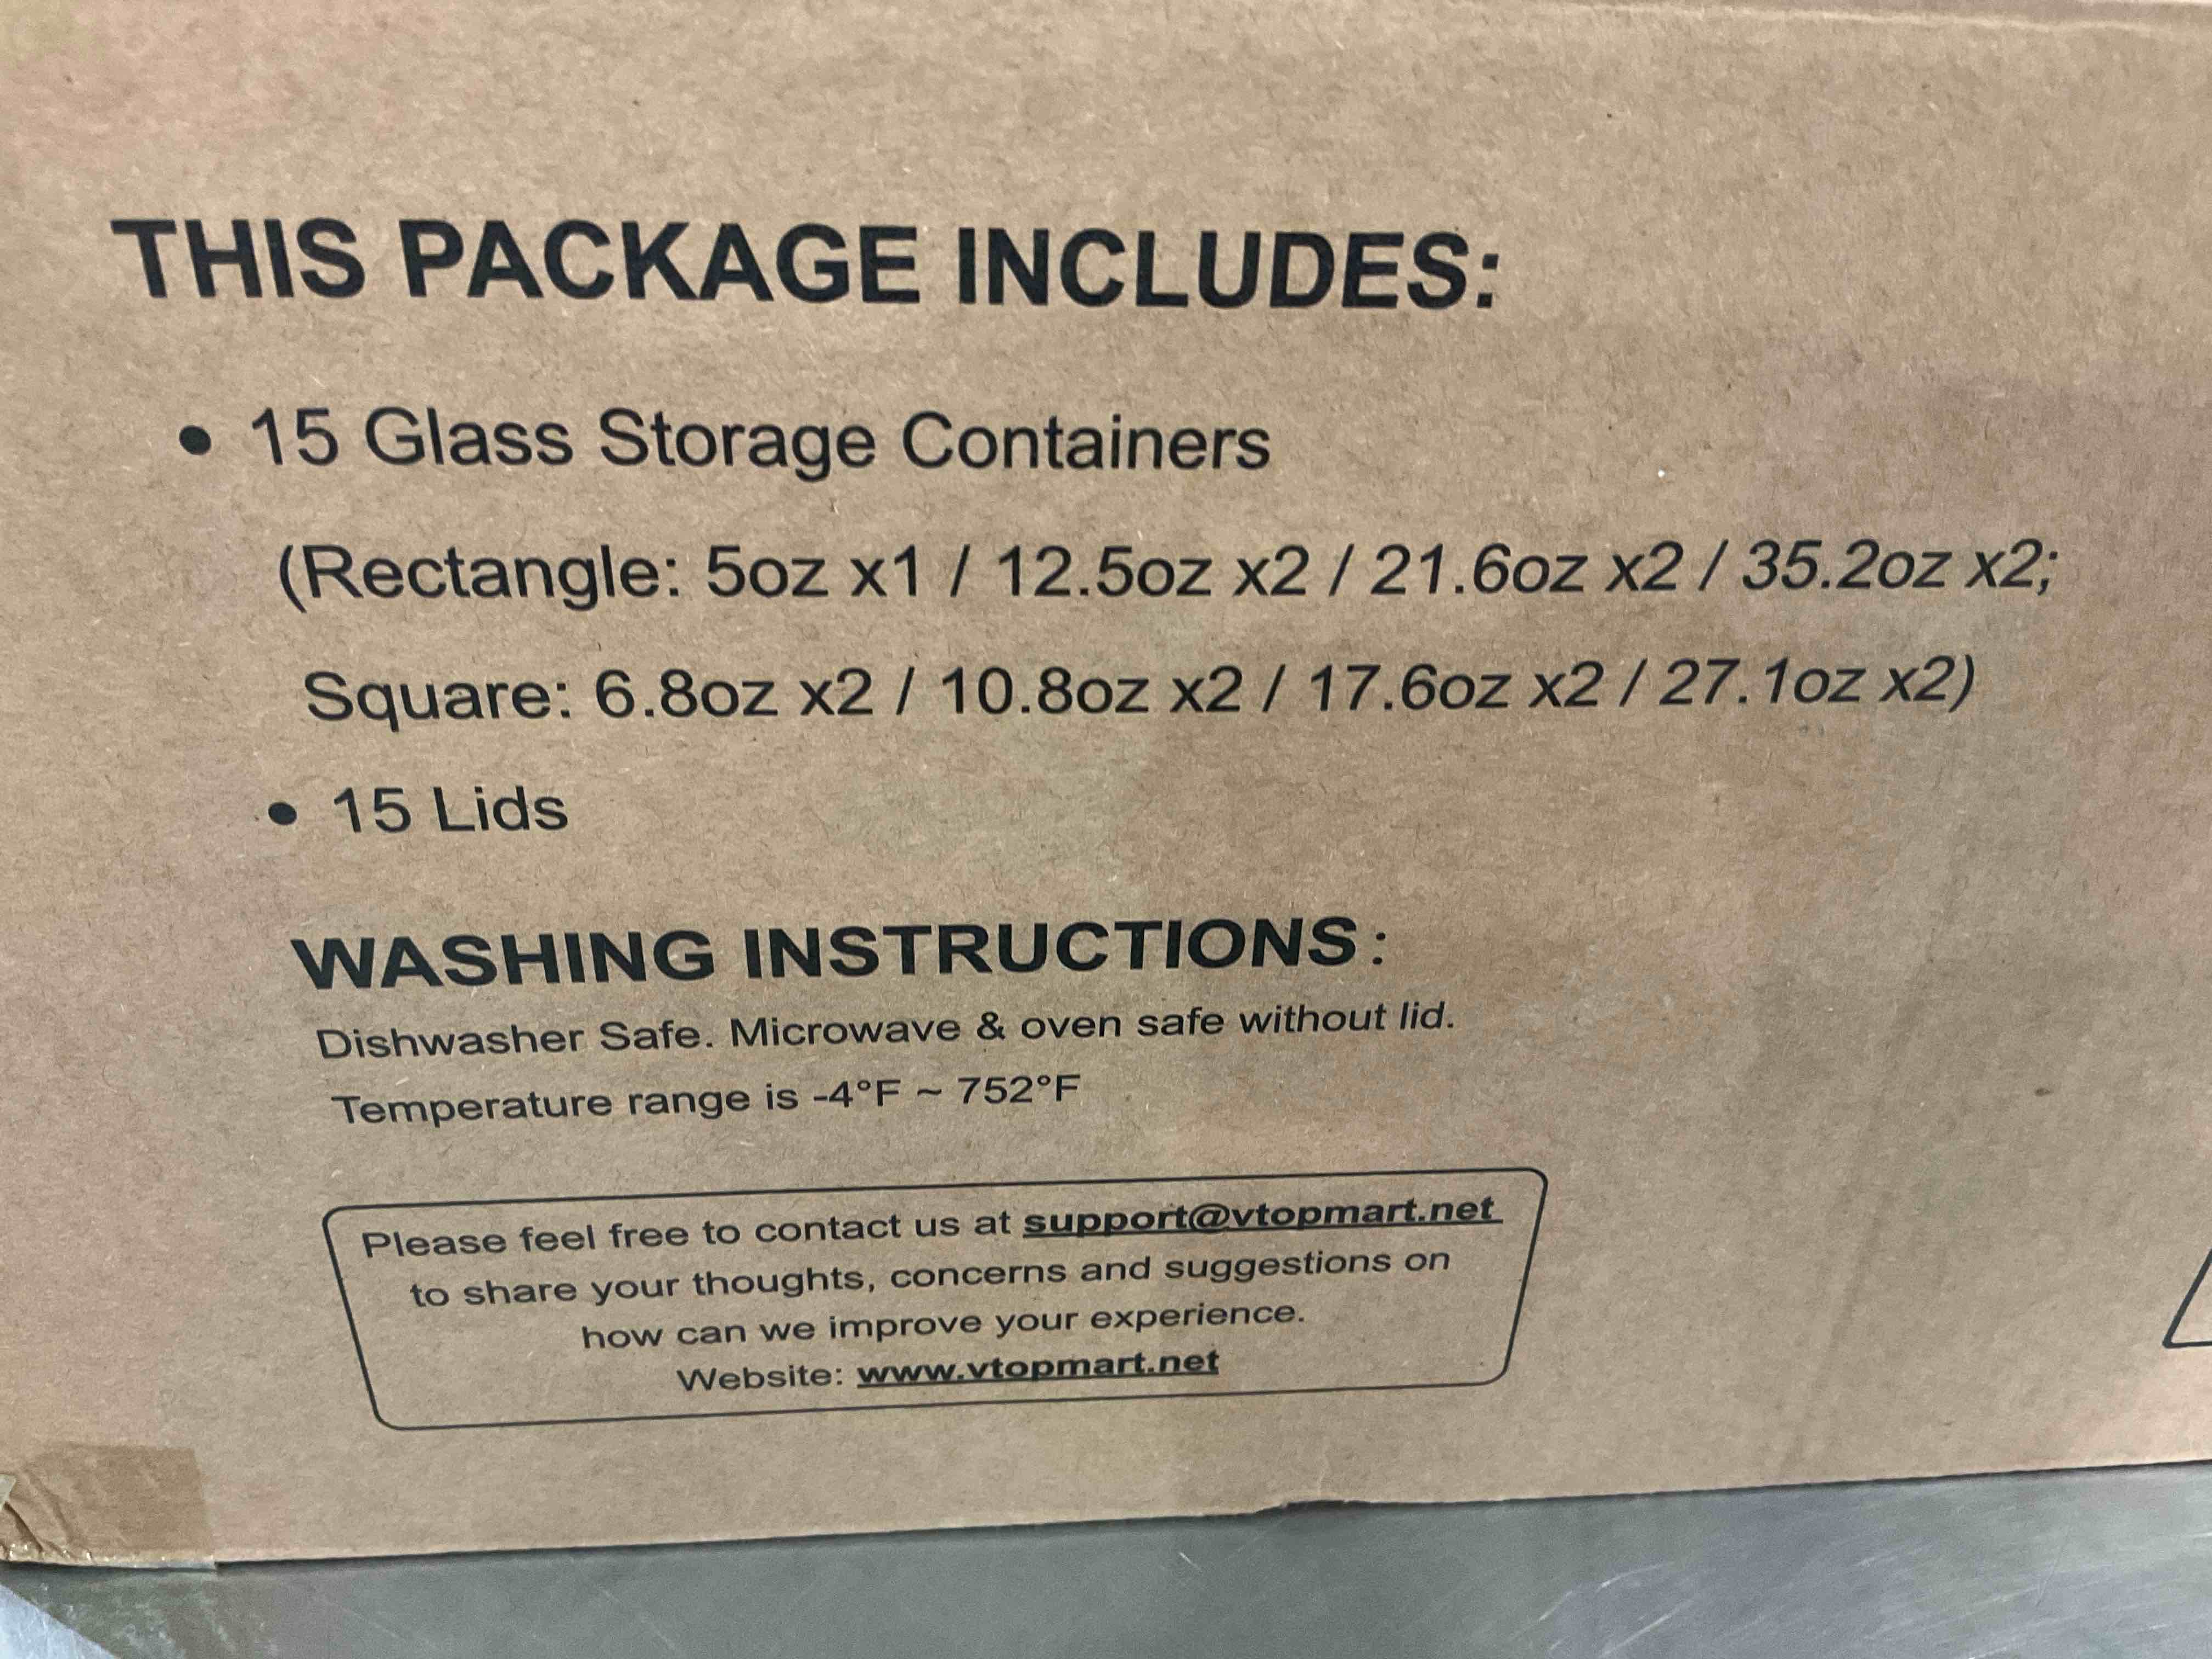 THIS PACKAGE INCLUDES:
• 15 Glass Storage Containers
(Rectangle: 5oz x1 / 12.5oz x2 / 21.6oz x2 / 35.2oz x2;
Square: 6.8oz x2 / 10.8oz x2 / 17.6oz x2 / 27.1oz x2)
• 15 Lids
WASHING INSTRUCTIONS:
Dishwasher Safe. Microwave & oven safe without lid.
Temperature range is -4°F ~ 752°F
Please feel free to contact us at support@vtopmart.net
to share your thoughts, concerns and suggestions on
how can we improve your experience.
Website: www.vtopmart.net